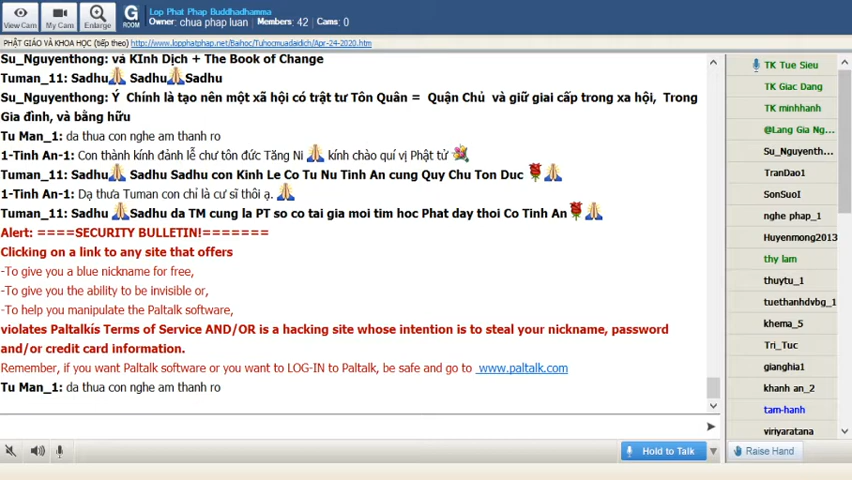 View Cam
My Cam
Enlarge
G
ROOM
Lop Phat Phap Buddhadhamma
Owner: chua phap luan Members: 42 Cams: 0
PHẬT GIÁO VÀ KHOA HỌC (tiếp theo) http://www.lopphatphap.net/Baihoc/Tuhocmuadaidich/Apr-24-2020.htm
Su_Nguyenthong: và KInh Dịch + The Book of Change
Tuman_11: Sadhu🙏 Sadhu🙏Sadhu
Su_Nguyenthong: Ý Chính là tạo nên một xã hội có trật tư Tôn Quân = Quận Chủ và giữ giai cấp trong xa hội, Trong
Gia đình, và bằng hữu
Tu Man_1: da thua con nghe am thanh ro
1-Tinh An-1: Con thành kính đảnh lễ chư tôn đức Tăng Ni 🙏 kính chào quí vị Phật tử 💐
Tuman_11: Sadhu🙏 Sadhu Sadhu con Kinh Le Co Tu Nu Tinh An cung Quy Chu Ton Duc 🌹🙏
1-Tinh An-1: Dạ thưa Tuman con chỉ là cư sĩ thôi ạ. 🙏
Tuman_11: Sadhu 🙏Sadhu da TM cung la PT so co tai gia moi tim hoc Phat day thoi Co Tinh An🌹🙏
Alert: ====SECURITY BULLETIN!=======
Clicking on a link to any site that offers
-To give you a blue nickname for free,
-To give you the ability to be invisible or,
-To help you manipulate the Paltalk software,
violates Paltalkís Terms of Service AND/OR is a hacking site whose intention is to steal your nickname, password
and/or credit card information.
Remember, if you want Paltalk software or you want to LOG-IN to Paltalk, be safe and go to www.paltalk.com
Tu Man_1: da thua con nghe am thanh ro
Hold to Talk
TK Tue Sieu
TK Giac Dang
TK minhhanh
@Lang Gia Ng...
Su_Nguyenth...
TranDao1
SonSuoI
nghe phap_1
Huyenmong2013
thy lam
thuytu_1
tuethanhdvbg_1
khema_5
Tri_Tuc
gianghia1
khanh an_2
tam-hanh
viriyaratana
Raise Hand